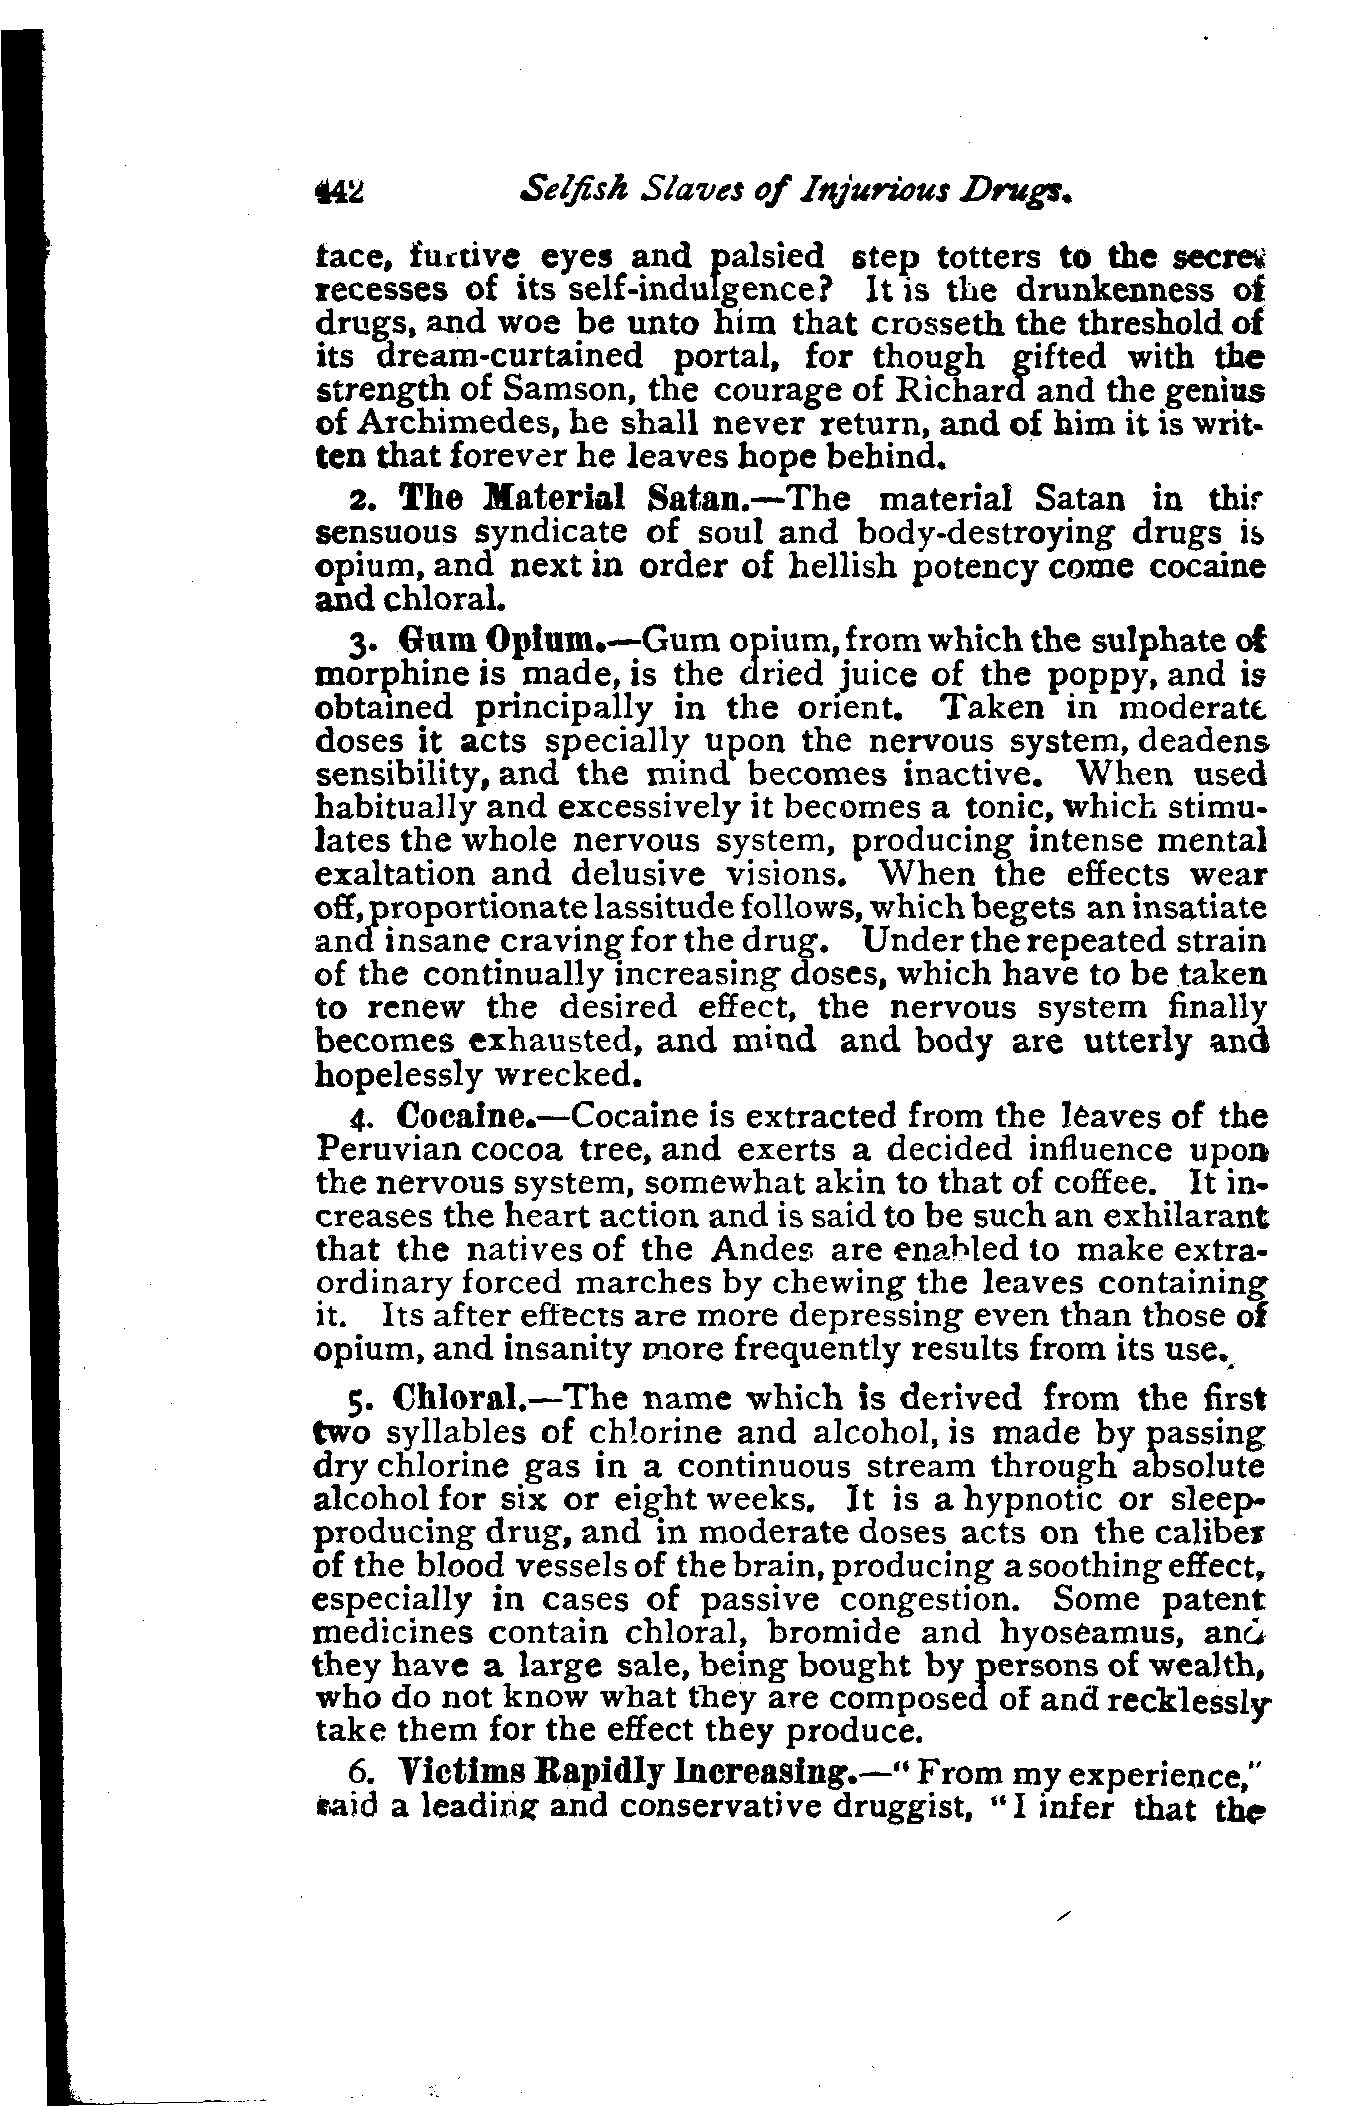 442 Selfish Slaves of Injurious Drugs.
face, furtive eyes and palsied step totters to the secret
recesses of its self-indulgence? It is the drunkenness of
drugs, and woe be unto him that crosseth the threshold of
its dream-curtained portal, for though gifted with the
strength of Samson, the courage of Richard and the genius
of Archimedes, he shall never return, and of him it is writ-
ten that forever he leaves hope behind.
2. The Material Satan.—The material Satan in this
sensuous syndicate of soul and body-destroying drugs is
opium, and next in order of hellish potency come cocaine
and chloral.
3. Gum Opium.—Gum opium, from which the sulphate of
morphine is made, is the dried juice of the poppy, and is
obtained principally in the orient. Taken in moderate
doses it acts specially upon the nervous system, deadens
sensibility, and the mind becomes inactive. When used
habitually and excessively it becomes a tonic, which stimu-
lates the whole nervous system, producing intense mental
exaltation and delusive visions. When the effects wear
off, proportionate lassitude follows, which begets an insatiate
and insane craving for the drug. Under the repeated strain
of the continually increasing doses, which have to be taken
to renew the desired effect, the nervous system finally
becomes exhausted, and mind and body are utterly and
hopelessly wrecked.
4. Cocaine.—Cocaine is extracted from the leaves of the
Peruvian cocoa tree, and exerts a decided influence upon
the nervous system, somewhat akin to that of coffee. It in-
creases the heart action and is said to be such an exhilarant
that the natives of the Andes are enabled to make extra-
ordinary forced marches by chewing the leaves containing
it. Its after effects are more depressing even than those of
opium, and insanity more frequently results from its use.
5. Chloral.—The name which is derived from the first
two syllables of chlorine and alcohol, is made by passing
dry chlorine gas in a continuous stream through absolute
alcohol for six or eight weeks. It is a hypnotic or sleep-
producing drug, and in moderate doses acts on the caliber
of the blood vessels of the brain, producing a soothing effect,
especially in cases of passive congestion. Some patent
medicines contain chloral, bromide and hyoseamus, and
they have a large sale, being bought by persons of wealth,
who do not know what they are composed of and recklessly
take them for the effect they produce.
6. Victims Rapidly Increasing.—"From my experience,"
said a leading and conservative druggist, "I infer that the